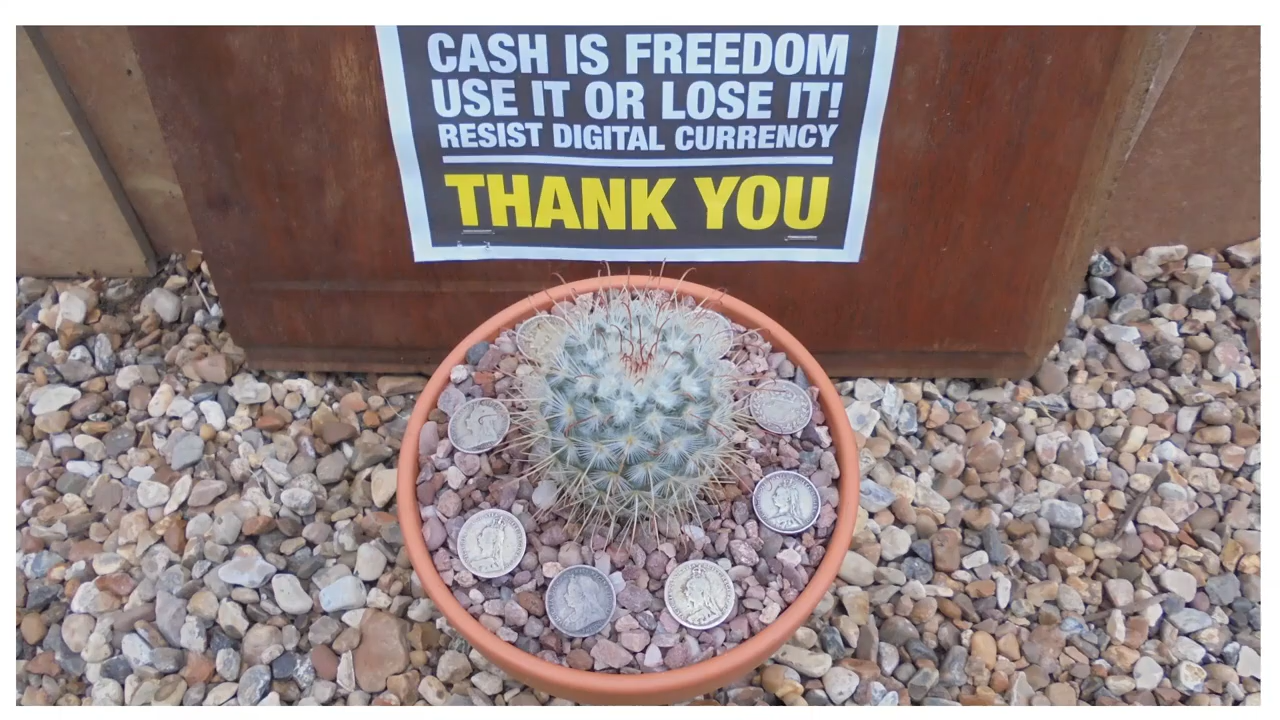 CASH IS FREEDOM
USE IT OR LOSE IT!
RESIST DIGITAL CURRENCY
THANK YOU